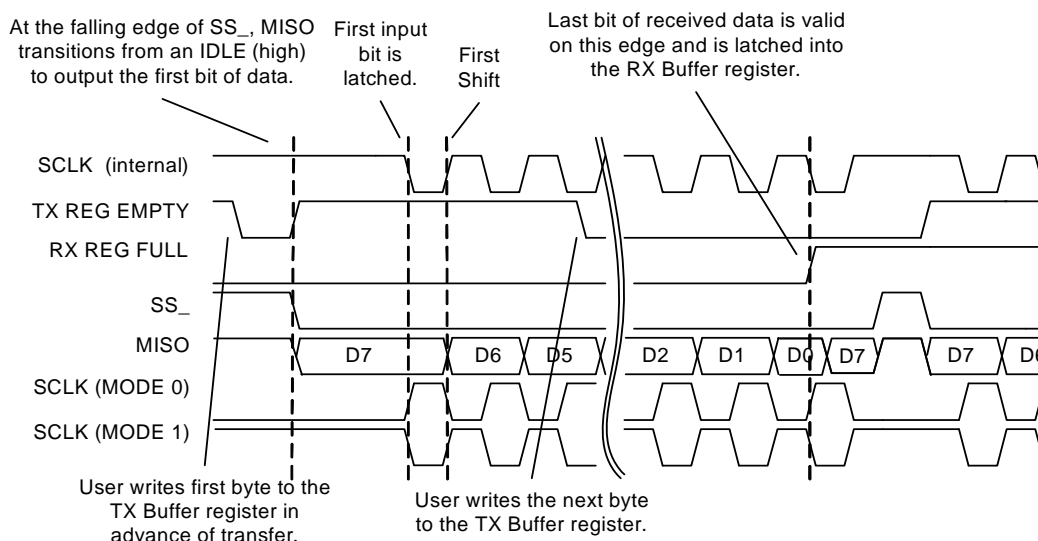 At the falling edge of SS_, MISO
transitions from an IDLE (high)
to output the first bit of data.
First input
bit is
latched.
First
Shift
Last bit of received data is valid
on this edge and is latched into
the RX Buffer register.
SCLK (internal)
TX REG EMPTY
RX REG FULL
SS_
MISO
D7 D6 D5 D2 D1 D0 D7 D7 D6
SCLK (MODE 0)
SCLK (MODE 1)
User writes first byte to the
TX Buffer register in
advance of transfer.
User writes the next byte
to the TX Buffer register.